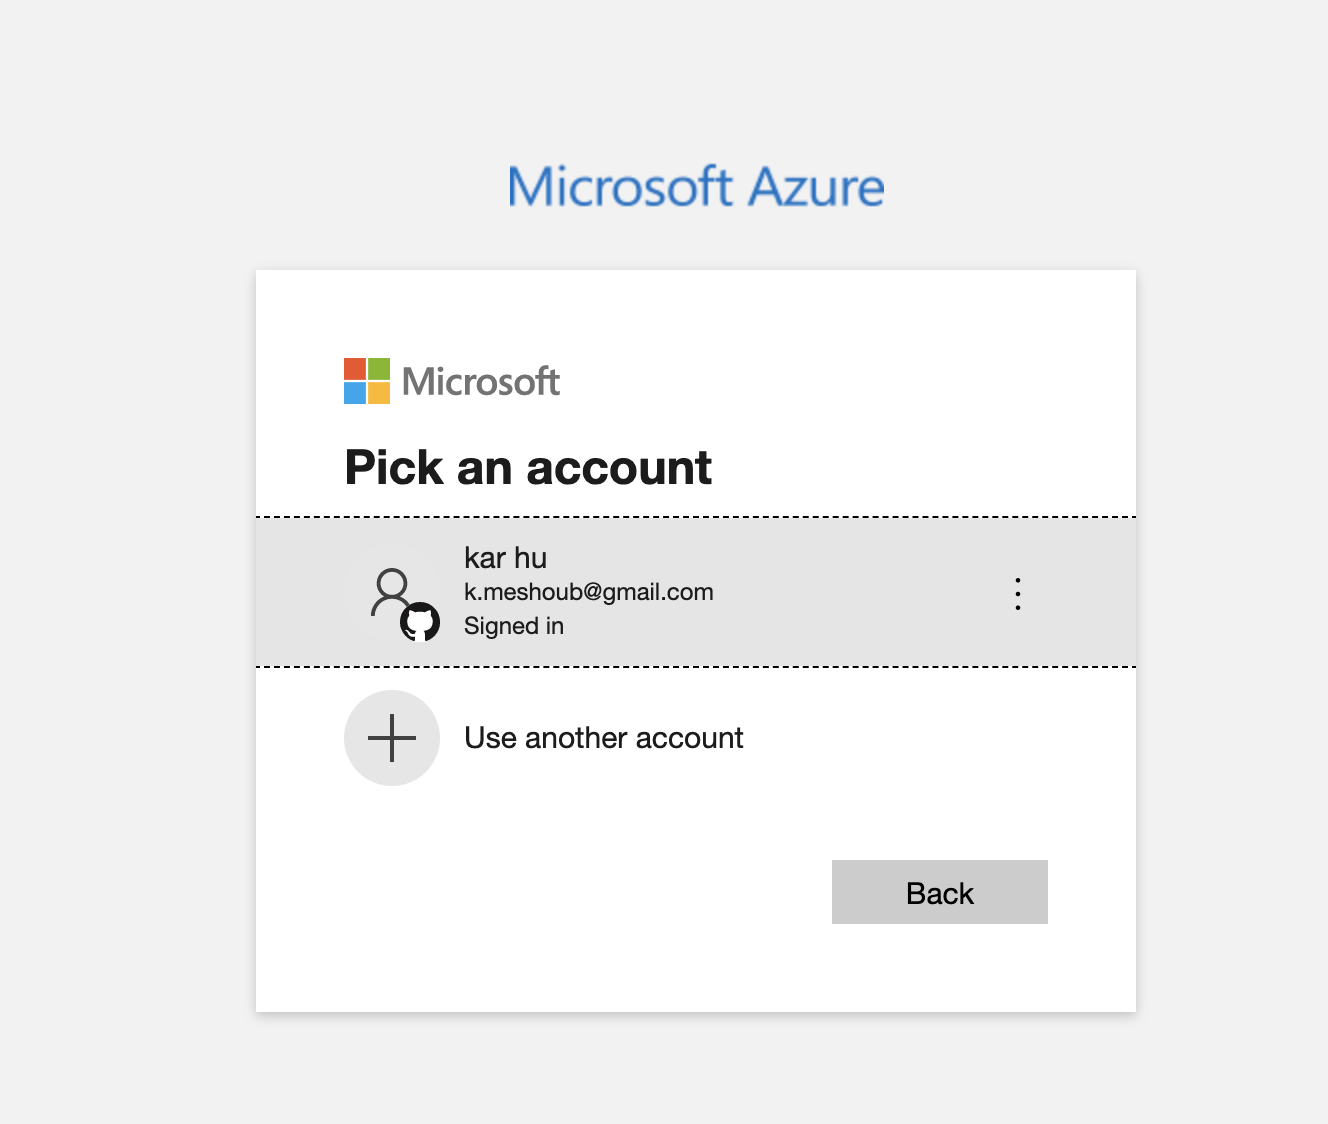 Microsoft Azure
Microsoft
Pick an account
kar hu
k.meshoub@gmail.com
Signed in
Use another account
Back